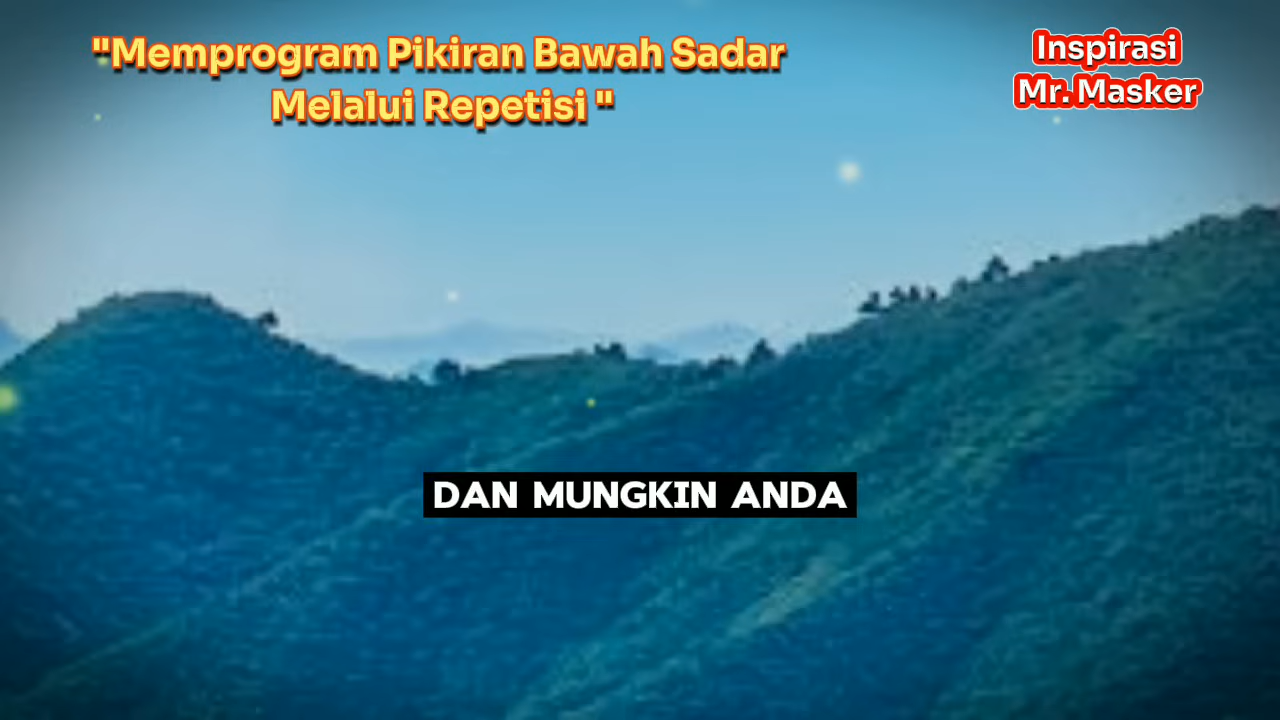 "Memprogram Pikiran Bawah Sadar
Melalui Repetisi "
Inspirasi
Mr. Masker
DAN MUNGKIN ANDA